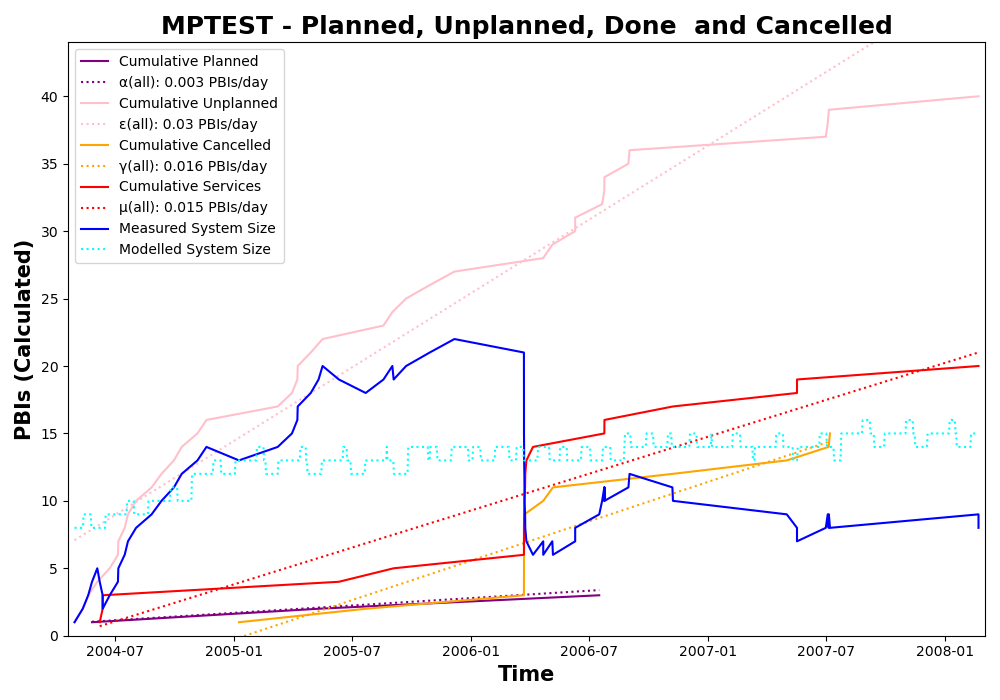 MPTEST - Planned, Unplanned, Done  and Cancelled
Cumulative Planned
α(all): 0.003 PBIs/day
Cumulative Unplanned
ε(all): 0.03 PBIs/day
Cumulative Cancelled
γ(all): 0.016 PBIs/day
Cumulative Services
μ(all): 0.015 PBIs/day
Measured System Size
Modelled System Size
PBIs (Calculated)
40
35
30
25
20
15
10
5
0
2004-07 2005-01 2005-07 2006-01 2006-07 2007-01 2007-07 2008-01
Time